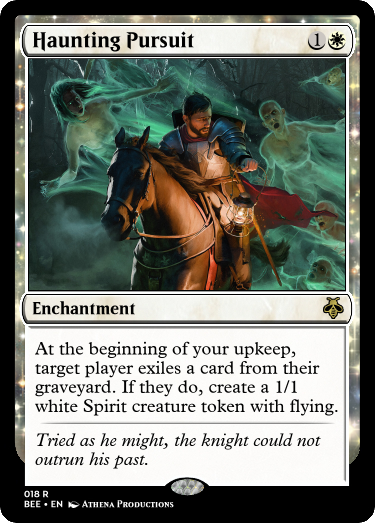 Haunting Pursuit 1
Enchantment
At the beginning of your upkeep,
target player exiles a card from their
graveyard. If they do, create a 1/1
white Spirit creature token with flying.
Tried as he might, the knight could not
outrun his past.
018 R
BEE • EN Athena Productions